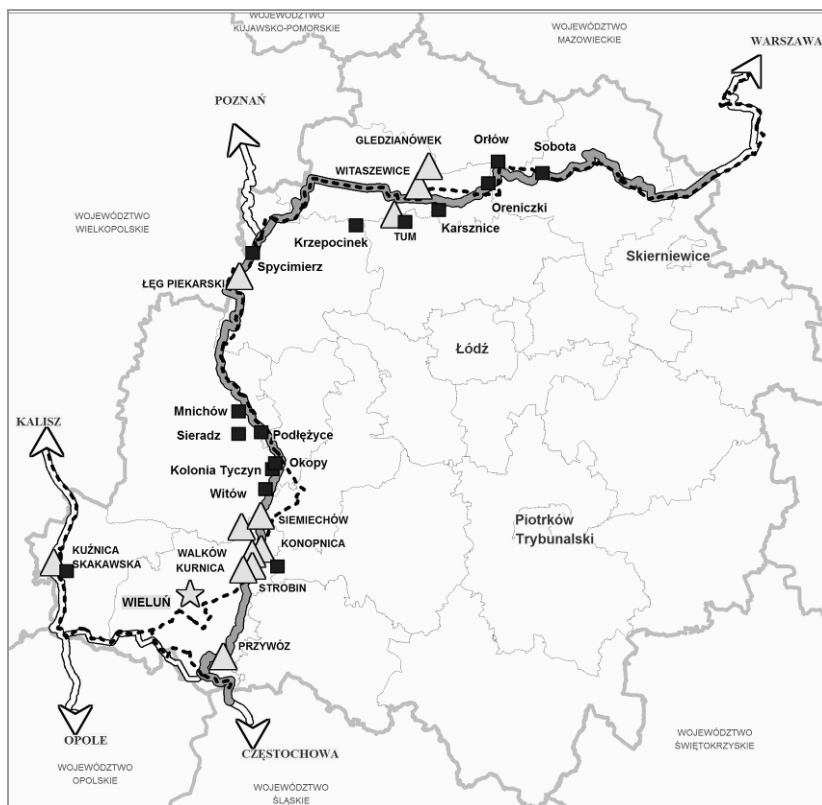 WOJEWÓDZTWO
KUJAWSKO-POMORSKIE
WOJEWÓDZTWO
MAZOWIECKIE
WARSZAWA
POZNAŃ
GLEDZIANÓWEK
Orłów
Sobota
WITASZEWICE
WOJEWÓDZTWO
WIELKOPOLSKIE
Oreniczki
Karsznice
Krzepocinek
TUM
Spycimierz
Skierniewice
ŁĘG PIEKARSKI
Łódź
Mnichów
KALISZ
Sieradz
Podłężyce
Okopy
Kolonia Tyczyn
Witów
SIEMIECHÓW
Piotrków
Trybunalski
KONOPNICA
KUŹNICA
SKAKAWSKA
WALKÓW
KURNICA
STROBIN
WIELUŃ
PRZYWÓZ
OPOLE
CZĘSTOCHOWA
WOJEWÓDZTWO
ŚWIĘTOKRZYSKIE
WOJEWÓDZTWO
OPOLSKIE
WOJEWÓDZTWO
ŚLĄSKIE